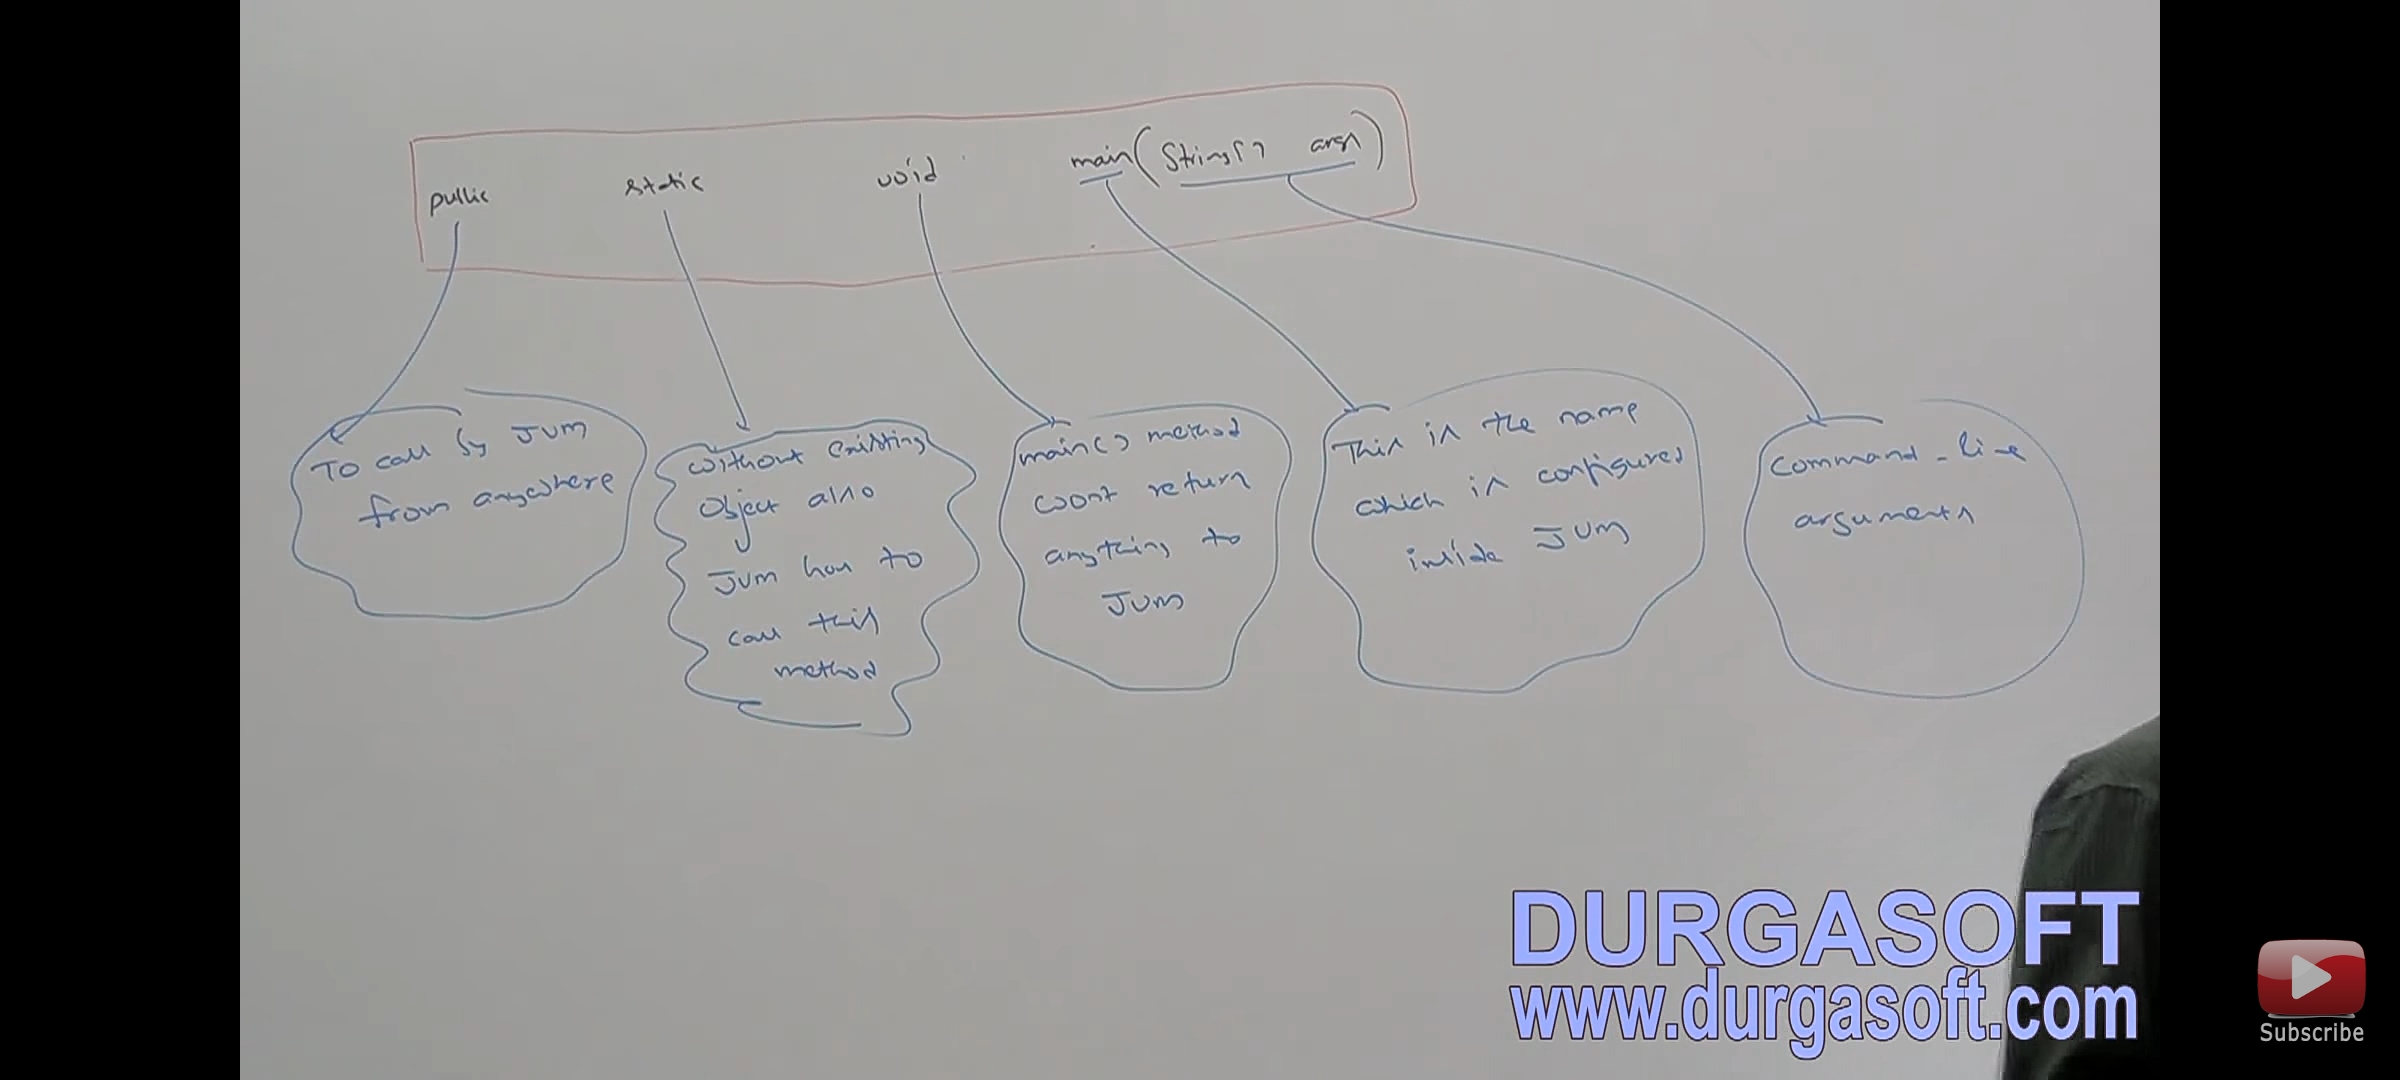 public static void main(String[] args)
To call by JVM
from anywhere
without existing
object also
JVM has to
call this
method
main() method
wont return
anything to
JVM
This is the name
which is configured
inside JVM
command-line
arguments
DURGASOFT
www.durgasoft.com
Subscribe